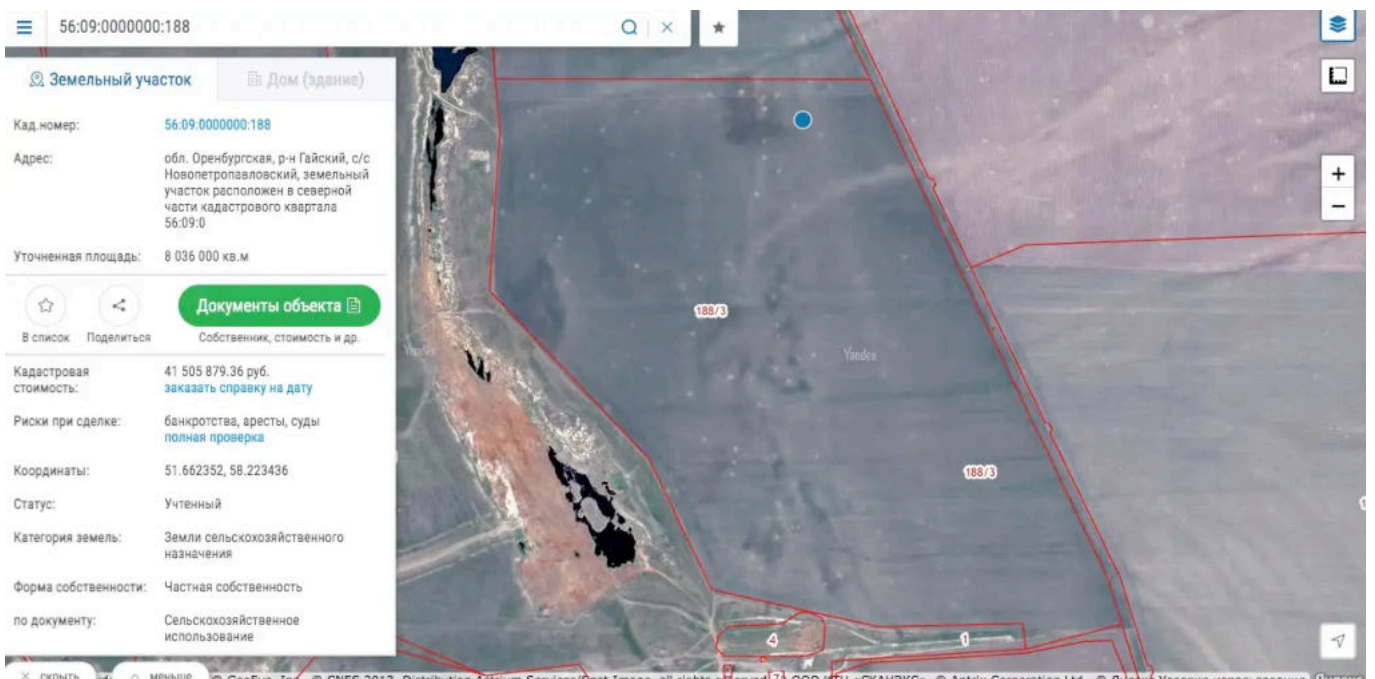 56:09:0000000:188
Земельный участок
Дом (здание)
Кад.номер:
56:09:0000000:188
Адрес:
обл. Оренбургская, р-н Гайский, с/с
Новопетропавловский, земельный
участок расположен в северной
части кадастрового квартала
56:09:0
Уточненная площадь:
8 036 000 кв.м
В список
Поделиться
Документы объекта
Собственник, стоимость и др.
Кадастровая
стоимость:
41 505 879.36 руб.
заказать справку на дату
Риски при сделке:
банкротства, аресты, суды
полная проверка
Координаты:
51.662352, 58.223436
Статус:
Учтенный
Категория земель:
Земли сельскохозяйственного
назначения
Форма собственности:
Частная собственность
по документу:
Сельскохозяйственное
использование
188/3
Yandex
Yandex
188/3
4
1
7